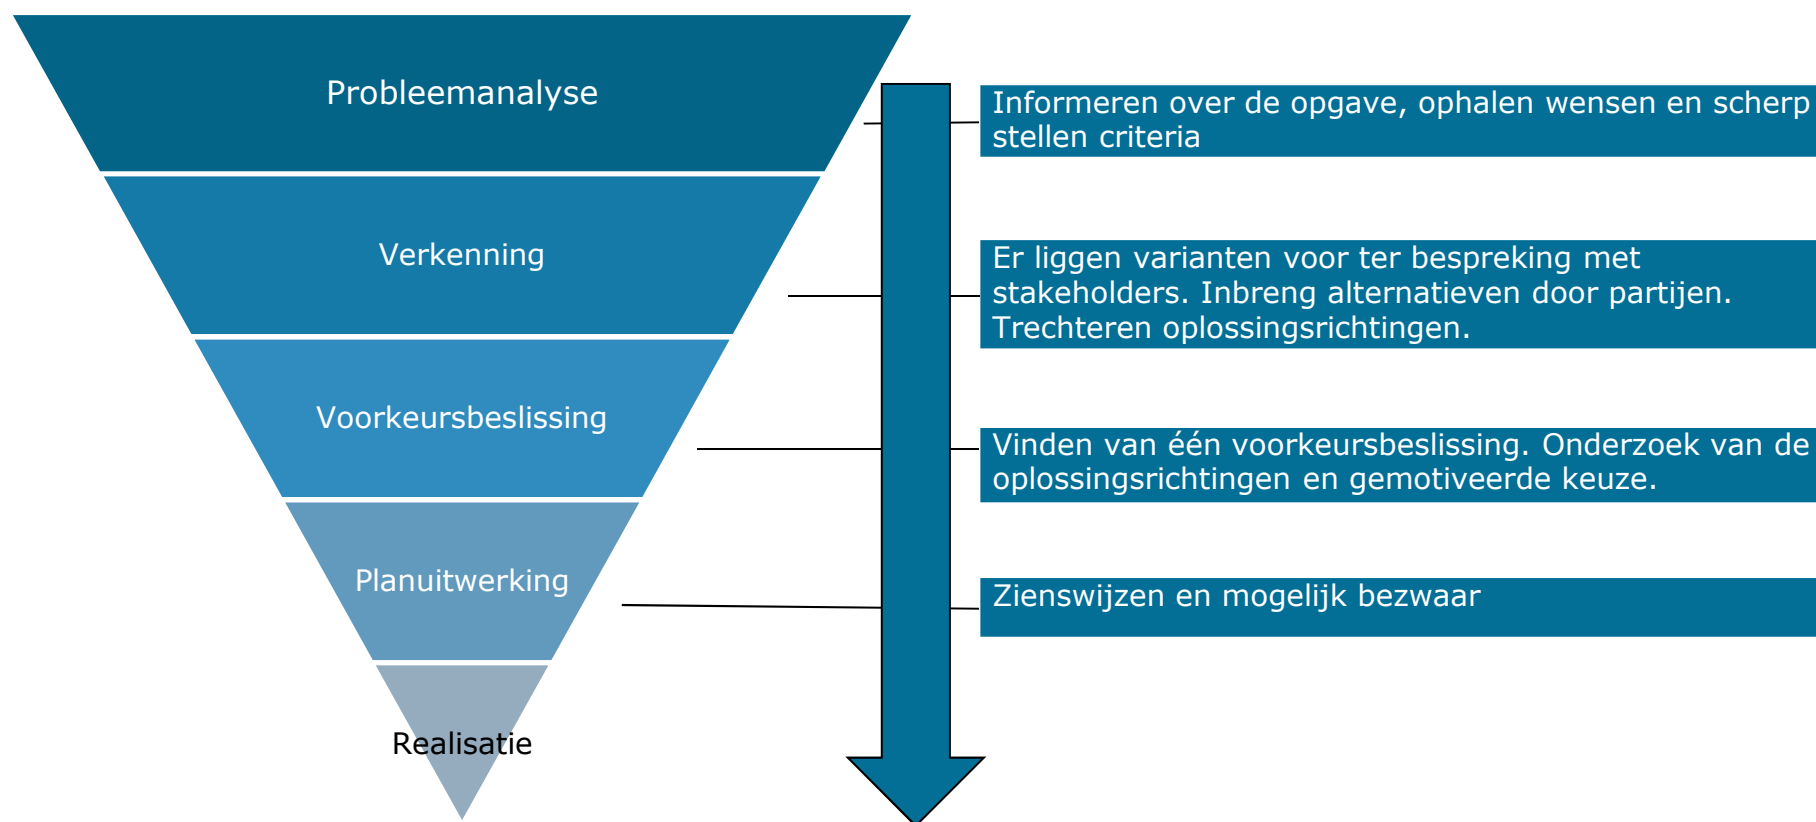 Probleemanalyse
Informeren over de opgave, ophalen wensen en scherp
stellen criteria
Verkenning
Er liggen varianten voor ter bespreking met
stakeholders. Inbreng alternatieven door partijen.
Trechteren oplossingsrichtingen.
Voorkeursbeslissing
Vinden van één voorkeursbeslissing. Onderzoek van de
oplossingsrichtingen en gemotiveerde keuze.
Planuitwerking
Zienswijzen en mogelijk bezwaar
Realisatie